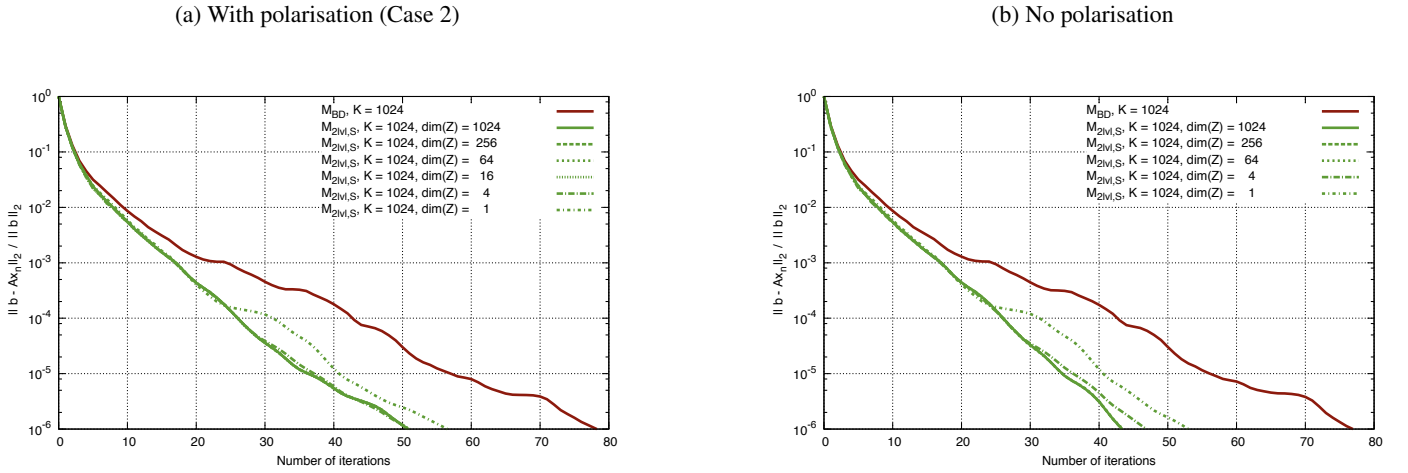 (a) With polarisation (Case 2)
10^0
10^-1
10^-2
10^-3
10^-4
10^-5
10^-6
|| b - Ax_n||_2 / || b ||_2
M_BD, K = 1024
M_2lvl,S, K = 1024, dim(Z) = 1024
M_2lvl,S, K = 1024, dim(Z) = 256
M_2lvl,S, K = 1024, dim(Z) = 64
M_2lvl,S, K = 1024, dim(Z) = 16
M_2lvl,S, K = 1024, dim(Z) = 4
M_2lvl,S, K = 1024, dim(Z) = 1
0 10 20 30 40 50 60 70 80
Number of iterations
(b) No polarisation
10^0
10^-1
10^-2
10^-3
10^-4
10^-5
10^-6
|| b - Ax_n||_2 / || b ||_2
M_BD, K = 1024
M_2lvl,S, K = 1024, dim(Z) = 1024
M_2lvl,S, K = 1024, dim(Z) = 256
M_2lvl,S, K = 1024, dim(Z) = 64
M_2lvl,S, K = 1024, dim(Z) = 4
M_2lvl,S, K = 1024, dim(Z) = 1
0 10 20 30 40 50 60 70 80
Number of iterations